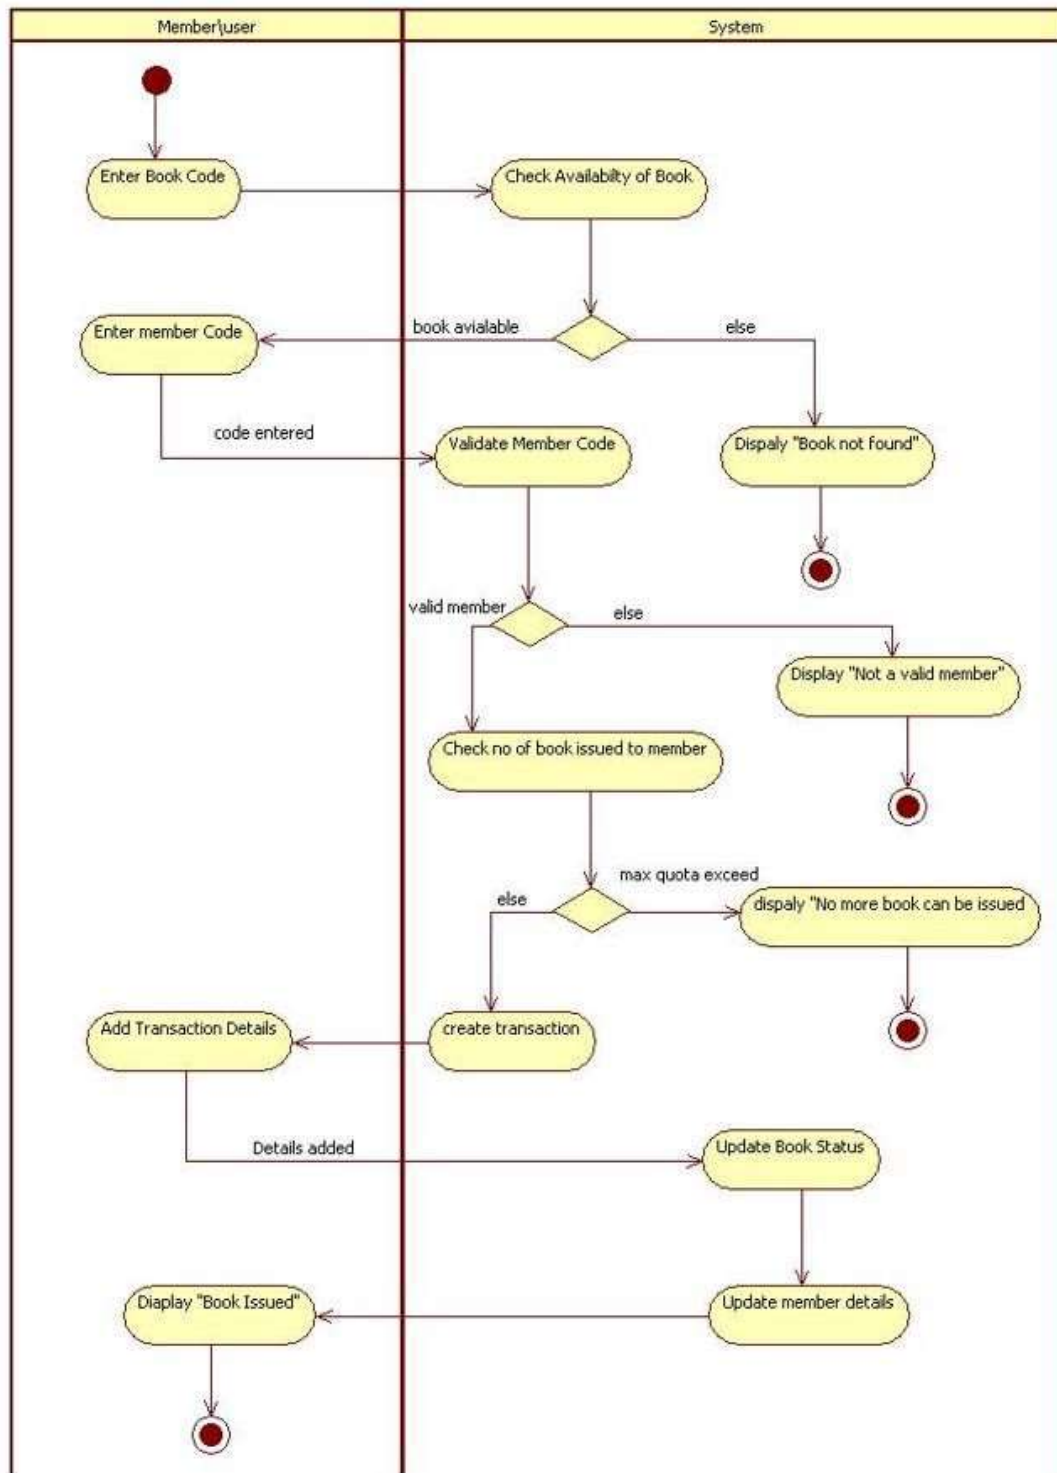 Member\user
System
Enter Book Code
Check Availabilty of Book
Enter member Code
book avialable
else
code entered
Validate Member Code
Dispaly "Book not found"
valid member
else
Display "Not a valid member"
Check no of book issued to member
max quota exceed
else
dispaly "No more book can be issued
Add Transaction Details
create transaction
Details added
Update Book Status
Diaplay "Book Issued"
Update member details